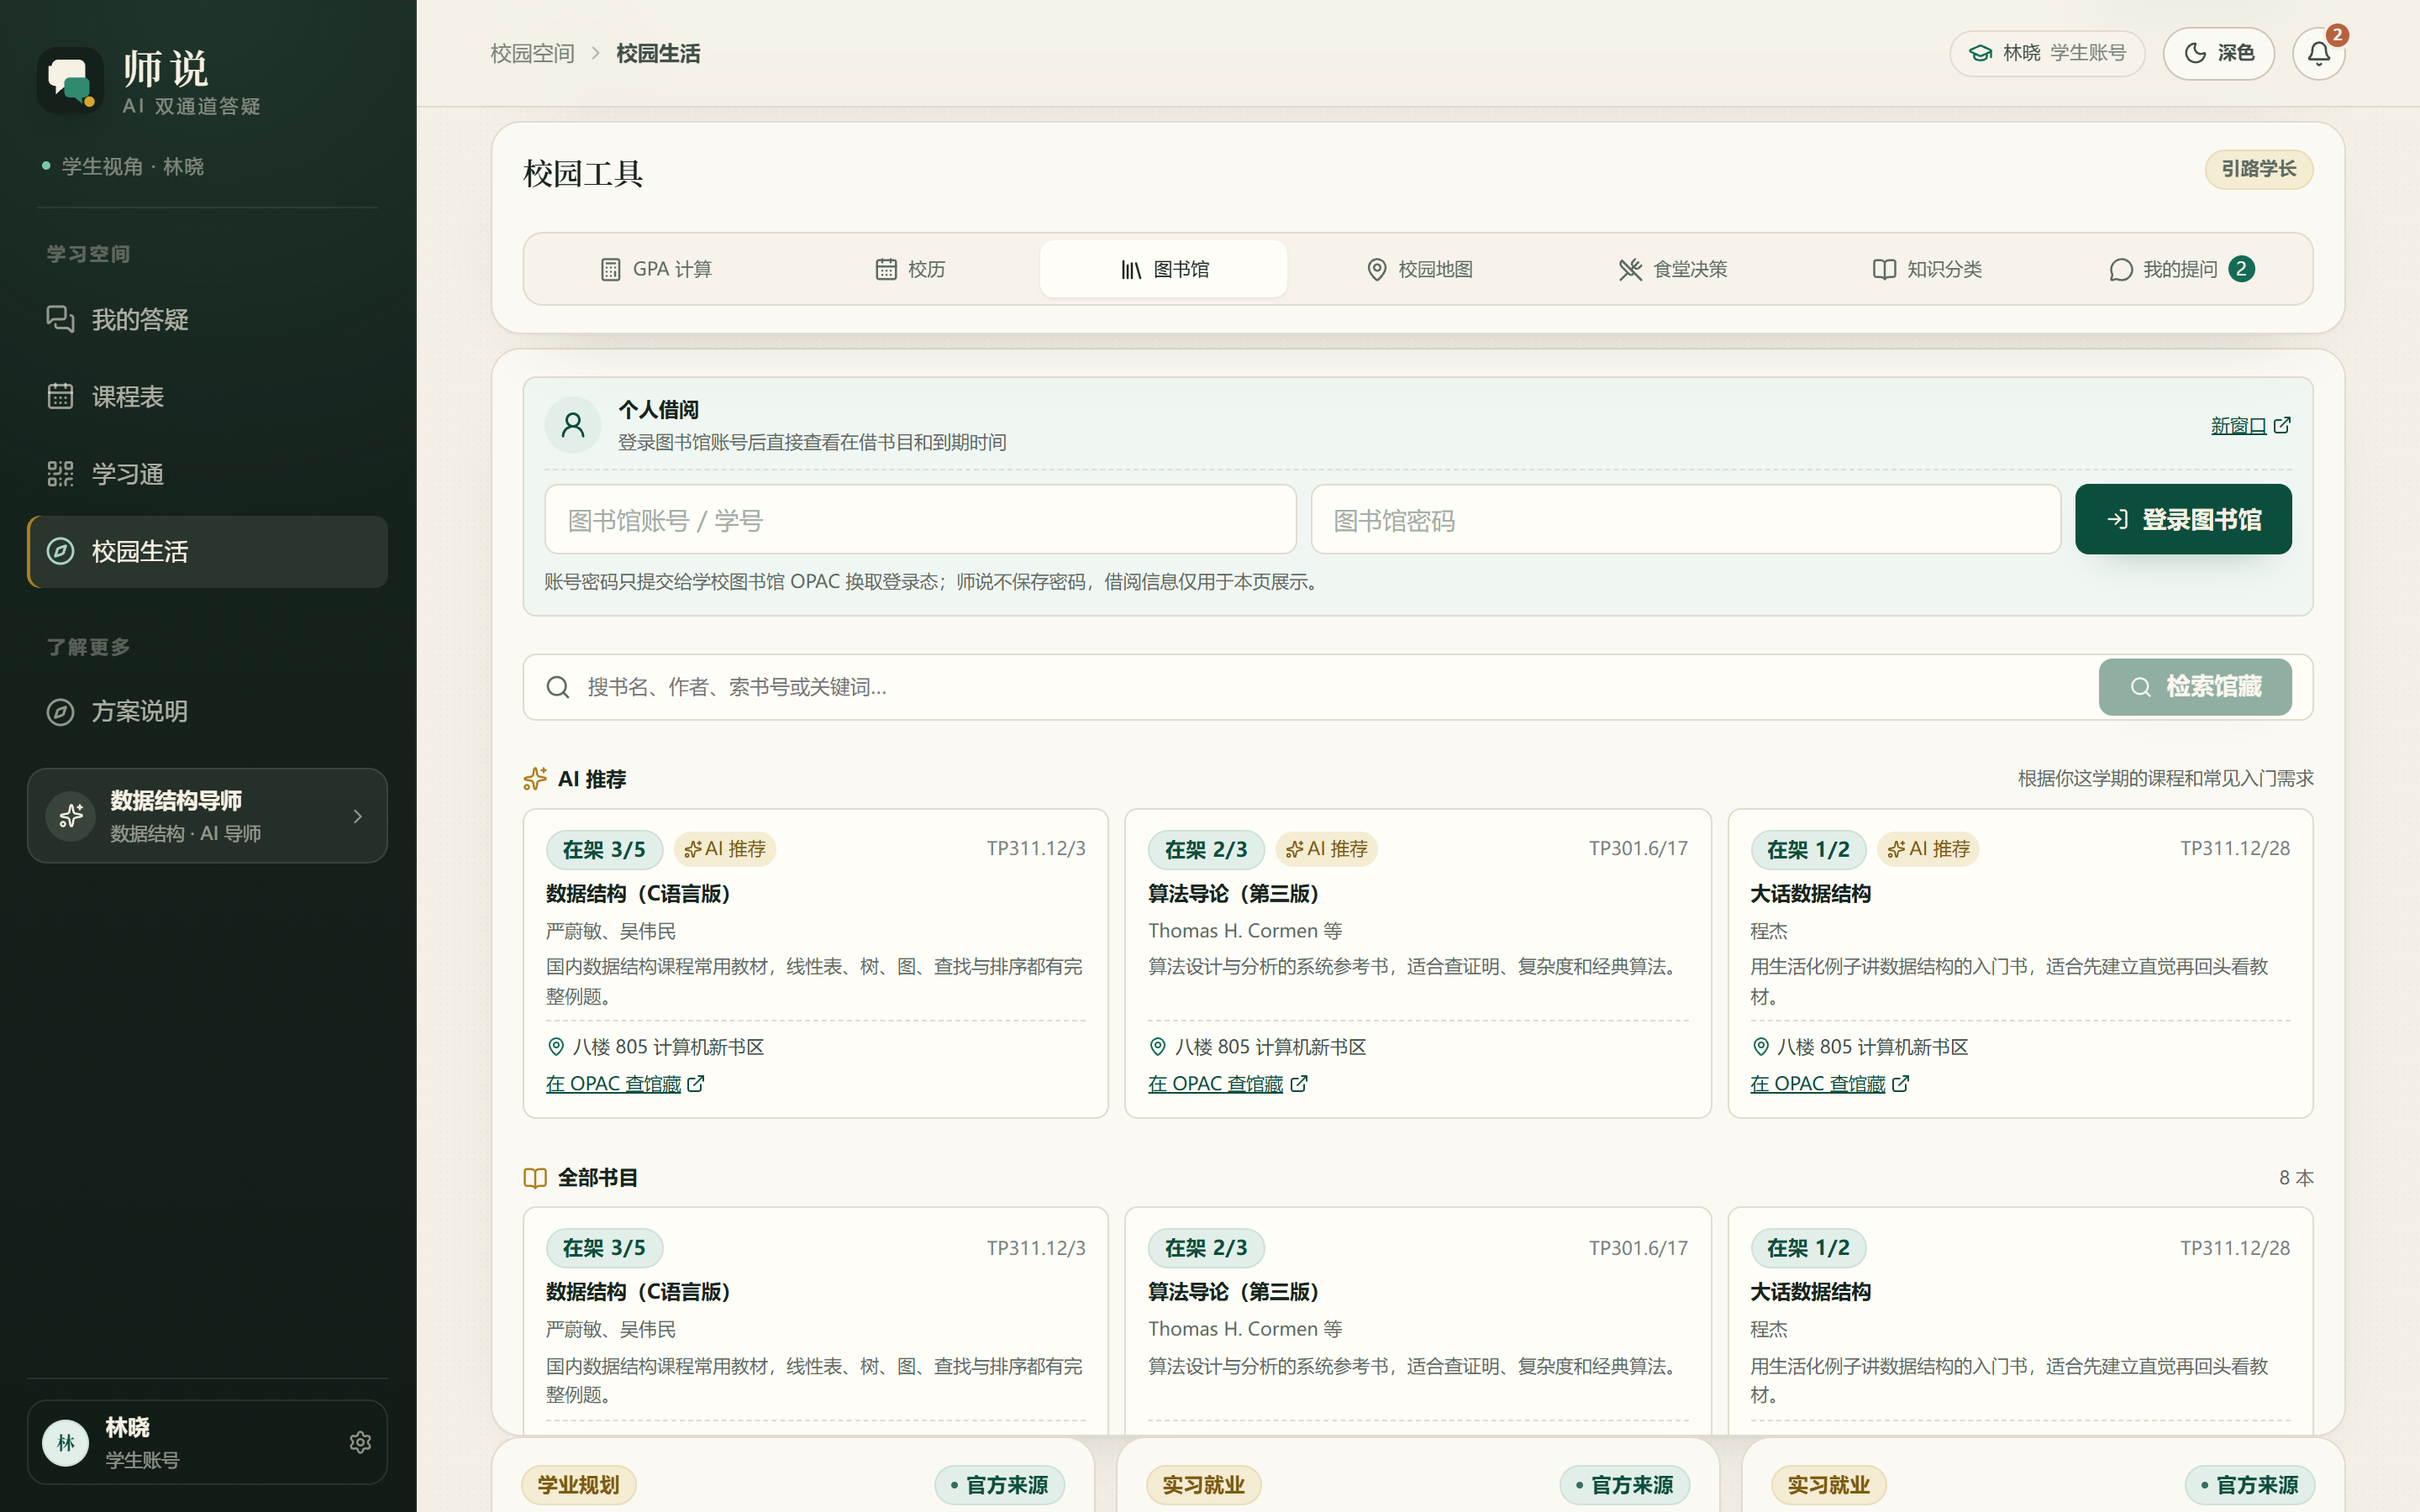 师说
AI 双通道答疑
学生视角 · 林晓
学习空间
我的答疑
课程表
学习通
校园生活
了解更多
方案说明
数据结构导师
数据结构 · AI 导师
林
林晓
学生账号
校园空间 > 校园生活
林晓 学生账号
深色
2
校园工具
引路学长
GPA 计算
校历
图书馆
校园地图
食堂决策
知识分类
我的提问 2
个人借阅
登录图书馆账号后直接查看在借书目和到期时间
新窗口
图书馆账号 / 学号
图书馆密码
登录图书馆
账号密码只提交给学校图书馆 OPAC 换取登录态；师说不保存密码，借阅信息仅用于本页展示。
搜书名、作者、索书号或关键词...
检索馆藏
AI 推荐
根据你这学期的课程和常见入门需求
在架 3/5 AI 推荐 TP311.12/3
数据结构（C语言版）
严蔚敏、吴伟民
国内数据结构课程常用教材，线性表、树、图、查找与排序都有完
整例题。
八楼 805 计算机新书区
在 OPAC 查馆藏
在架 2/3 AI 推荐 TP301.6/17
算法导论（第三版）
Thomas H. Cormen 等
算法设计与分析的系统参考书，适合查证明、复杂度和经典算法。
八楼 805 计算机新书区
在 OPAC 查馆藏
在架 1/2 AI 推荐 TP311.12/28
大话数据结构
程杰
用生活化例子讲数据结构的入门书，适合先建立直觉再回头看教
材。
八楼 805 计算机新书区
在 OPAC 查馆藏
全部书目
8 本
在架 3/5 TP311.12/3
数据结构（C语言版）
严蔚敏、吴伟民
国内数据结构课程常用教材，线性表、树、图、查找与排序都有完
整例题。
在架 2/3 TP301.6/17
算法导论（第三版）
Thomas H. Cormen 等
算法设计与分析的系统参考书，适合查证明、复杂度和经典算法。
在架 1/2 TP311.12/28
大话数据结构
程杰
用生活化例子讲数据结构的入门书，适合先建立直觉再回头看教
材。
学业规划 • 官方来源
实习就业 • 官方来源
实习就业 • 官方来源